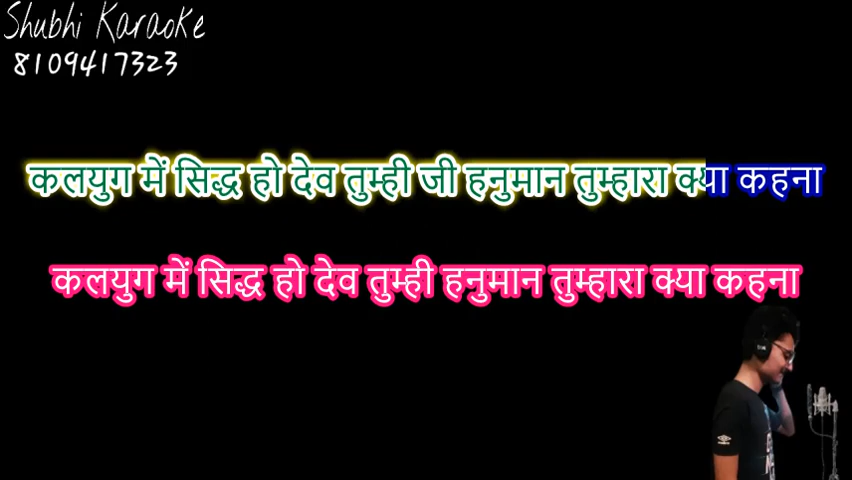 Shubhi Karaoke
8109417323
कलयुग में सिद्ध हो देव तुम्ही जी हनुमान तुम्हारा क्या कहना
कलयुग में सिद्ध हो देव तुम्ही हनुमान तुम्हारा क्या कहना